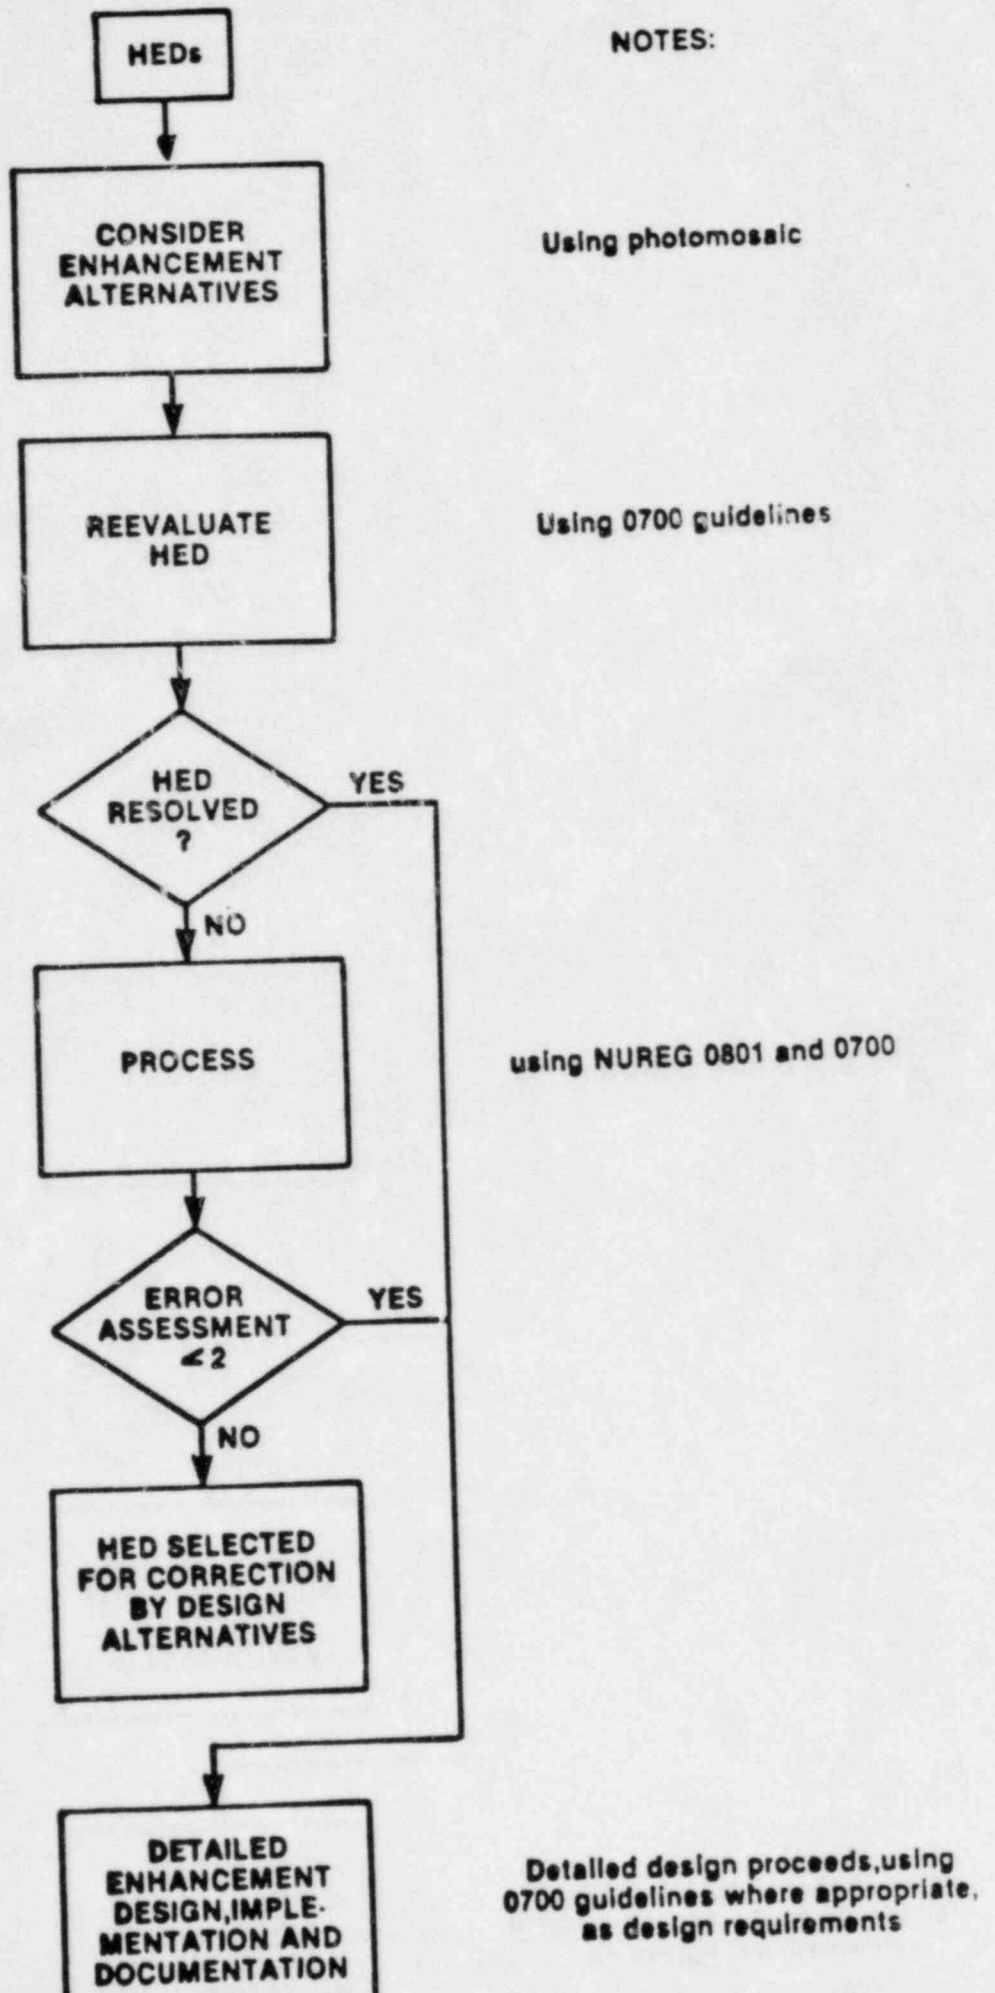 HEDs
NOTES:
CONSIDER
ENHANCEMENT
ALTERNATIVES
Using photomosaic
REEVALUATE
HED
Using 0700 guidelines
HED
RESOLVED
?
YES
NO
PROCESS
using NUREG 0801 and 0700
ERROR
ASSESSMENT
≤2
YES
NO
HED SELECTED
FOR CORRECTION
BY DESIGN
ALTERNATIVES
DETAILED
ENHANCEMENT
DESIGN,IMPLE-
MENTATION AND
DOCUMENTATION
Detailed design proceeds,using
0700 guidelines where appropriate,
as design requirements